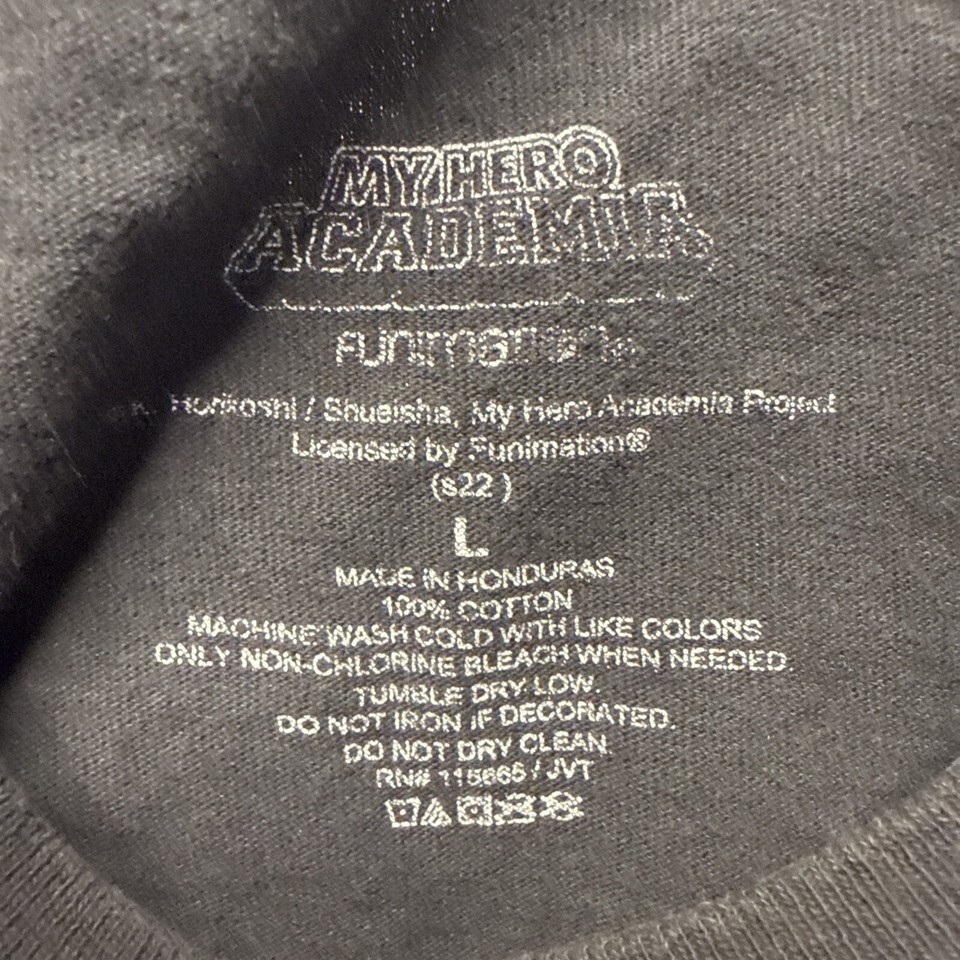 MY HERO
ACADEMIA
FUNIMATION®
K. Horikoshi / Shueisha, My Hero Academia Project
Licensed by Funimation®
(s22 )
L
MADE IN HONDURAS
100% COTTON
MACHINE WASH COLD WITH LIKE COLORS
ONLY NON-CHLORINE BLEACH WHEN NEEDED.
TUMBLE DRY LOW.
DO NOT IRON IF DECORATED.
DO NOT DRY CLEAN.
RN# / JVT